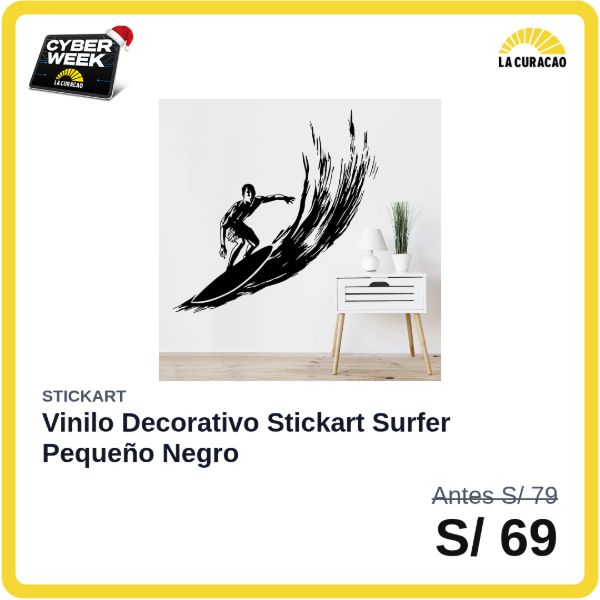 CYBER
WEEK
LA CURACAO
LA CURACAO
STICKART
Vinilo Decorativo Stickart Surfer
Pequeño Negro
Antes S/ 79
S/ 69